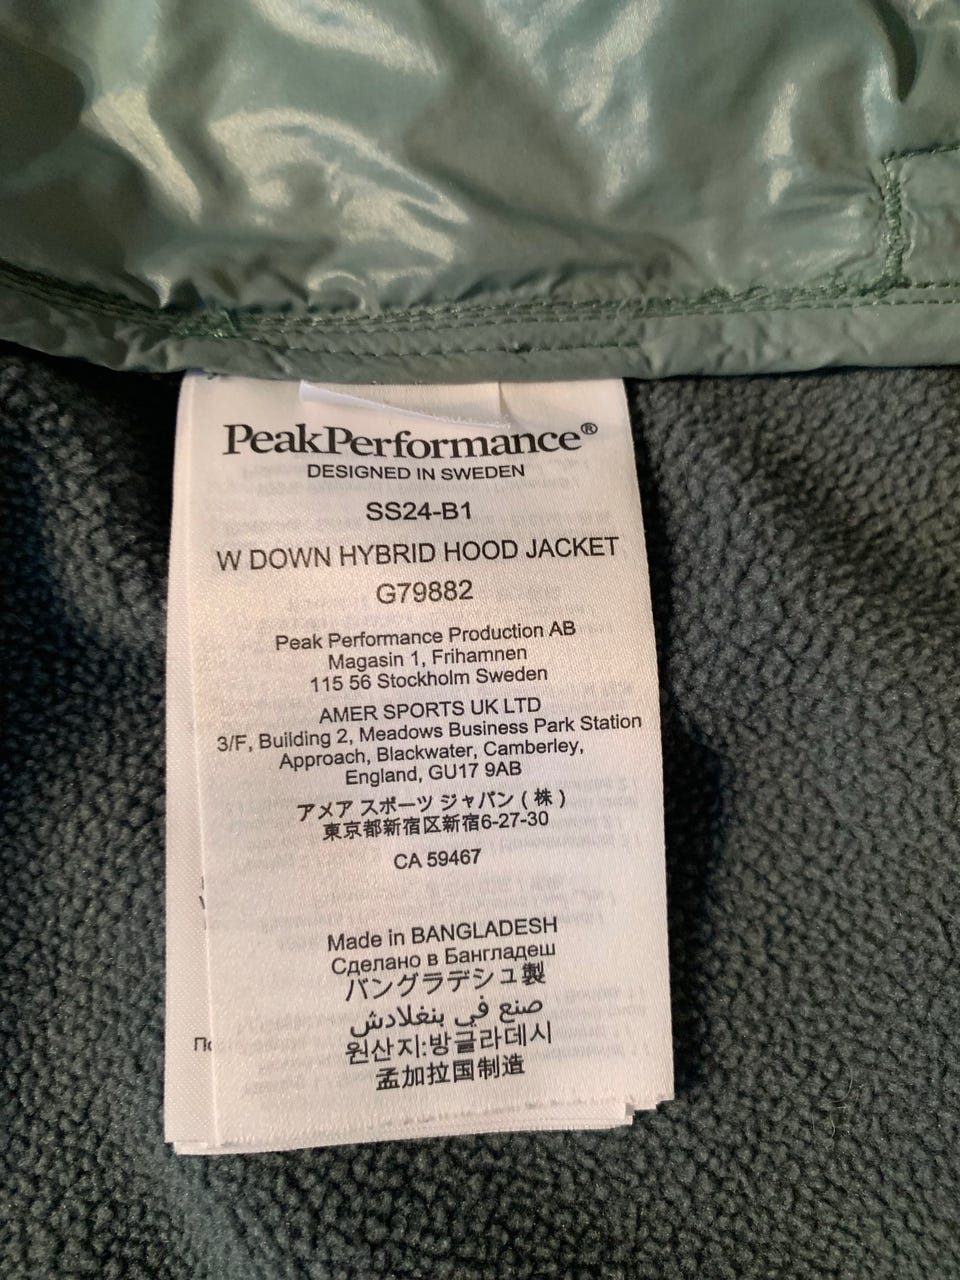 PeakPerformance®
DESIGNED IN SWEDEN
SS24-B1
W DOWN HYBRID HOOD JACKET
G79882
Peak Performance Production AB
Magasin 1, Frihamnen
115 56 Stockholm Sweden
AMER SPORTS UK LTD
3/F, Building 2, Meadows Business Park Station
Approach, Blackwater, Camberley,
England, GU17 9AB
アメア スポーツ ジャパン ( 株 )
東京都新宿区新宿6-27-30
CA 59467
Made in BANGLADESH
Сделано в Бангладеш
バングラデシュ製
صنع في بنغلادش
원산지:방글라데시
孟加拉国制造